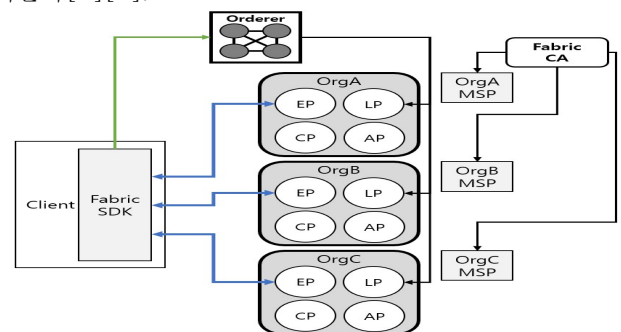 Orderer
Fabric
CA
OrgA
OrgA
MSP
EP
LP
CP
AP
OrgB
OrgB
MSP
EP
LP
CP
AP
Client
Fabric
SDK
OrgC
OrgC
MSP
EP
LP
CP
AP